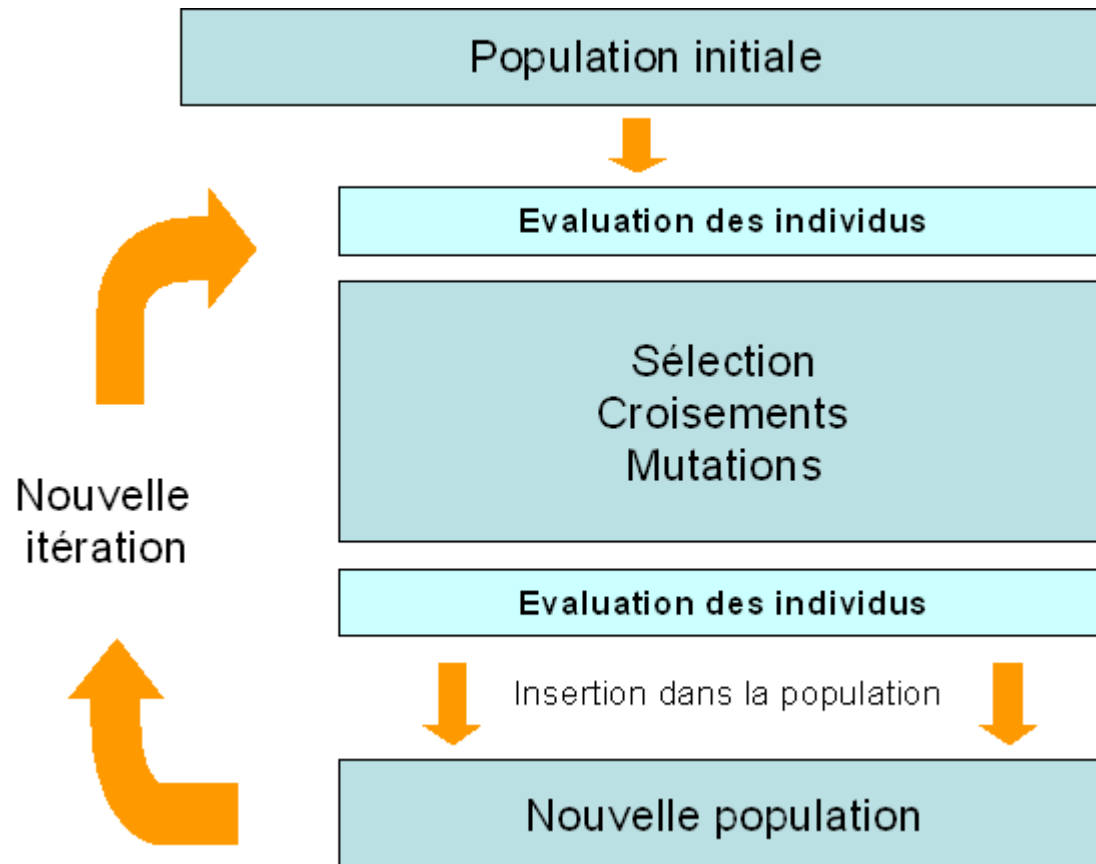 Population initiale
Evaluation des individus
Sélection
Croisements
Mutations
Nouvelle
itération
Evaluation des individus
Insertion dans la population
Nouvelle population